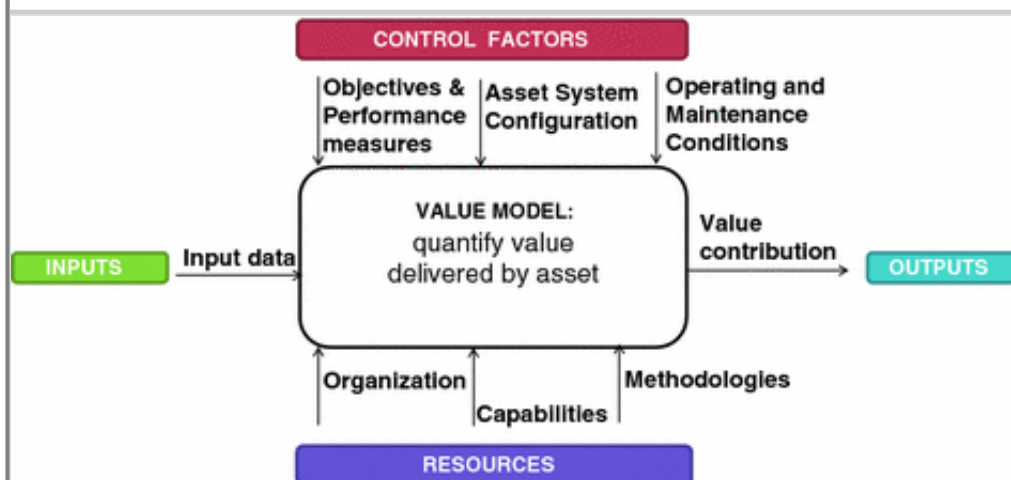 CONTROL FACTORS
Objectives &
Performance
measures
Asset System
Configuration
Operating and
Maintenance
Conditions
VALUE MODEL:
quantify value
delivered by asset
INPUTS
Input data
Value
contribution
OUTPUTS
Organization
Capabilities
Methodologies
RESOURCES